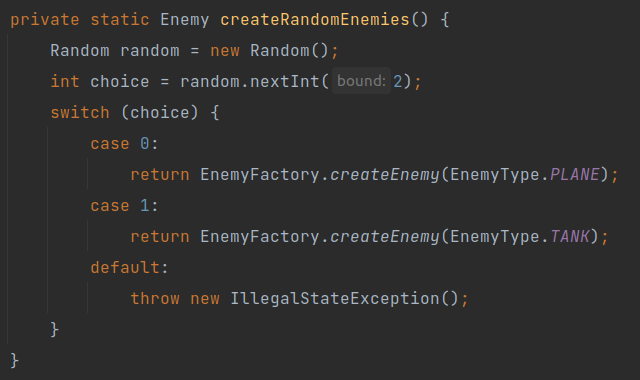 private static Enemy createRandomEnemies() {
    Random random = new Random();
    int choice = random.nextInt( bound: 2);
    switch (choice) {
        case 0:
            return EnemyFactory.createEnemy(EnemyType.PLANE);
        case 1:
            return EnemyFactory.createEnemy(EnemyType.TANK);
        default:
            throw new IllegalStateException();
    }
}